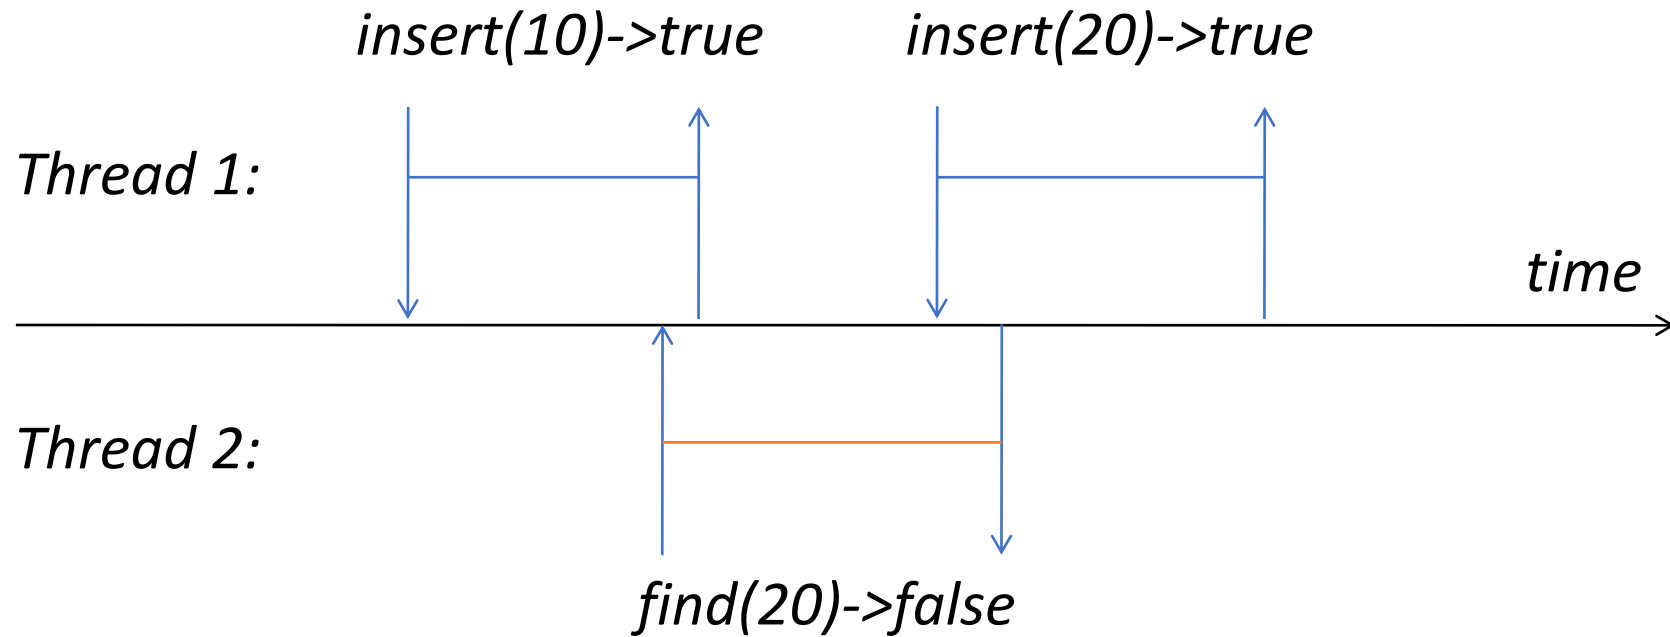 insert(10)->true
insert(20)->true
Thread 1:
time
Thread 2:
find(20)->false